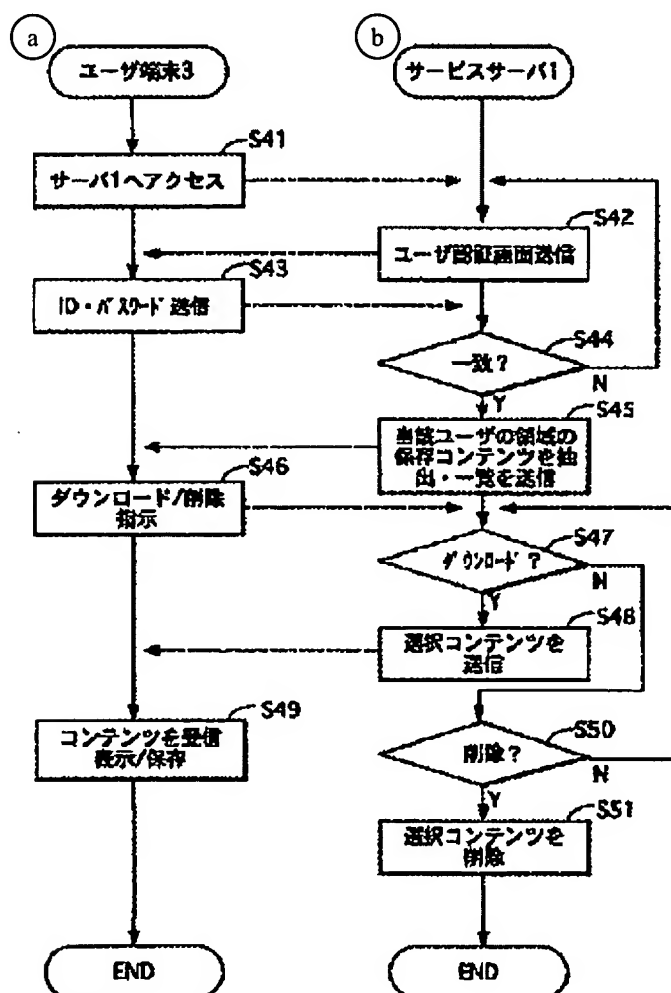 a
b
ユーザ端末3
サービスサーバ1
S41
サーバ1へアクセス
S42
ユーザ認証画面送信
S43
ID・パスワード送信
S44
一致?
N
Y
S45
当該ユーザの領域の
保存コンテンツを抽
出・一覧を送信
S46
ダウンロード/削除
指示
S47
ダウンロード?
N
Y
S48
選択コンテンツを
送信
S49
コンテンツを受信
表示/保存
S50
削除?
N
Y
S51
選択コンテンツを
削除
END
END